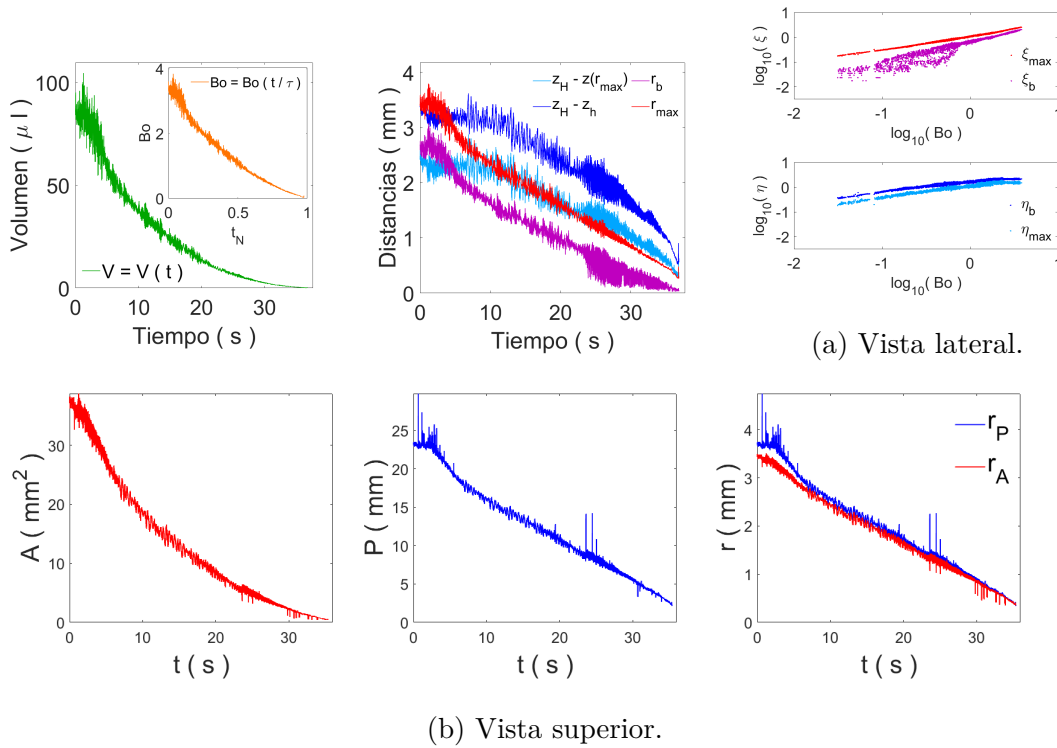 Volumen ( μ l )
100
50
0
0
10
20
30
Tiempo ( s )
V = V ( t )
Bo
4
2
0
0
0.5
1
t_N
Bo = Bo ( t / τ )
Distancias ( mm )
4
3
2
1
0
0
10
20
30
Tiempo ( s )
z_H - z(r_max)
z_H - z_h
r_b
r_max
log_10( ξ )
1
0
-1
-2
-2
-1
0
1
log_10( Bo )
ξ_max
ξ_b
log_10( η )
1
0
-1
-2
-2
-1
0
1
log_10( Bo )
η_b
η_max
(a) Vista lateral.
A ( mm² )
30
20
10
0
0
10
20
30
t ( s )
P ( mm )
25
20
15
10
5
0
0
10
20
30
t ( s )
r ( mm )
4
3
2
1
0
0
10
20
30
t ( s )
r_P
r_A
(b) Vista superior.